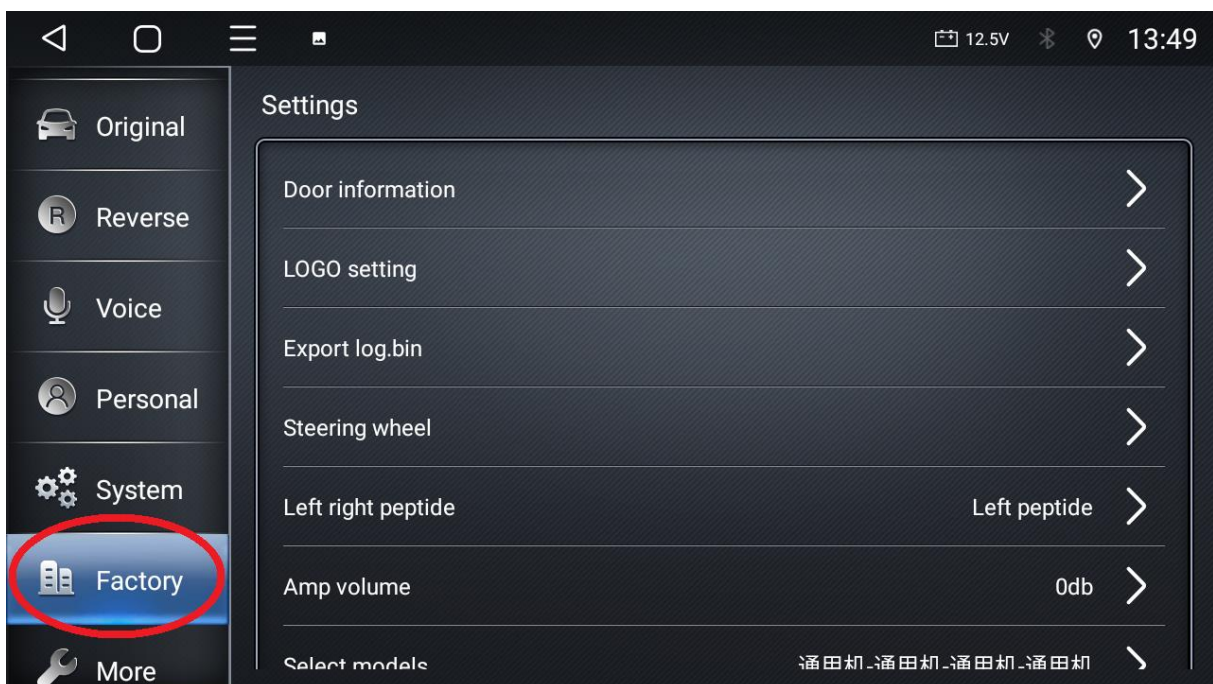 12.5V 13:49
Original
R Reverse
Voice
Personal
System
Factory
More
Settings
Door information
LOGO setting
Export log.bin
Steering wheel
Left right peptide Left peptide
Amp volume 0db
Select models 通用机-通用机-通用机-通用机